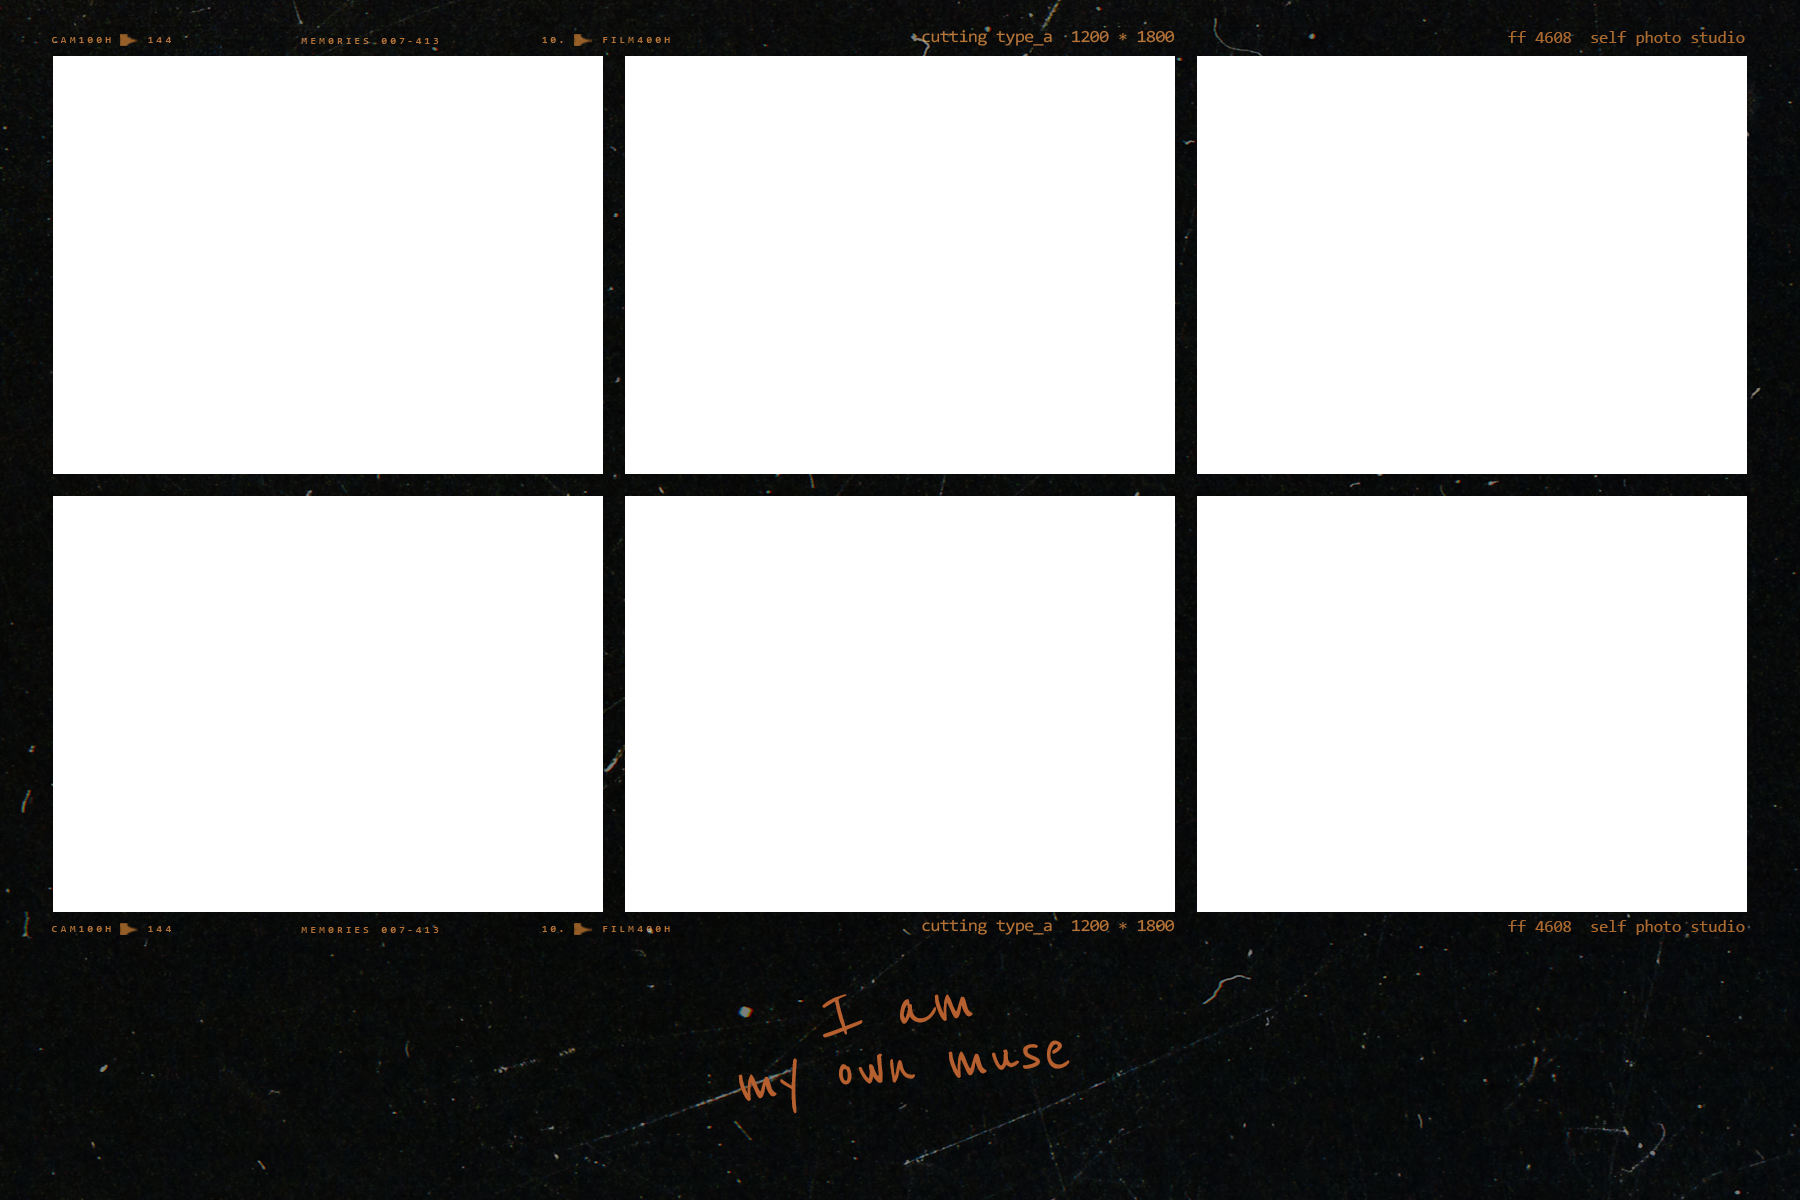 CAM100H 144 MEMORIES 007-413 10. FILM400H cutting type_a 1200 * 1800 ff 4608 self photo studio
CAM100H 144 MEMORIES 007-413 10. FILM400H cutting type_a 1200 * 1800 ff 4608 self photo studio
I am
my own muse